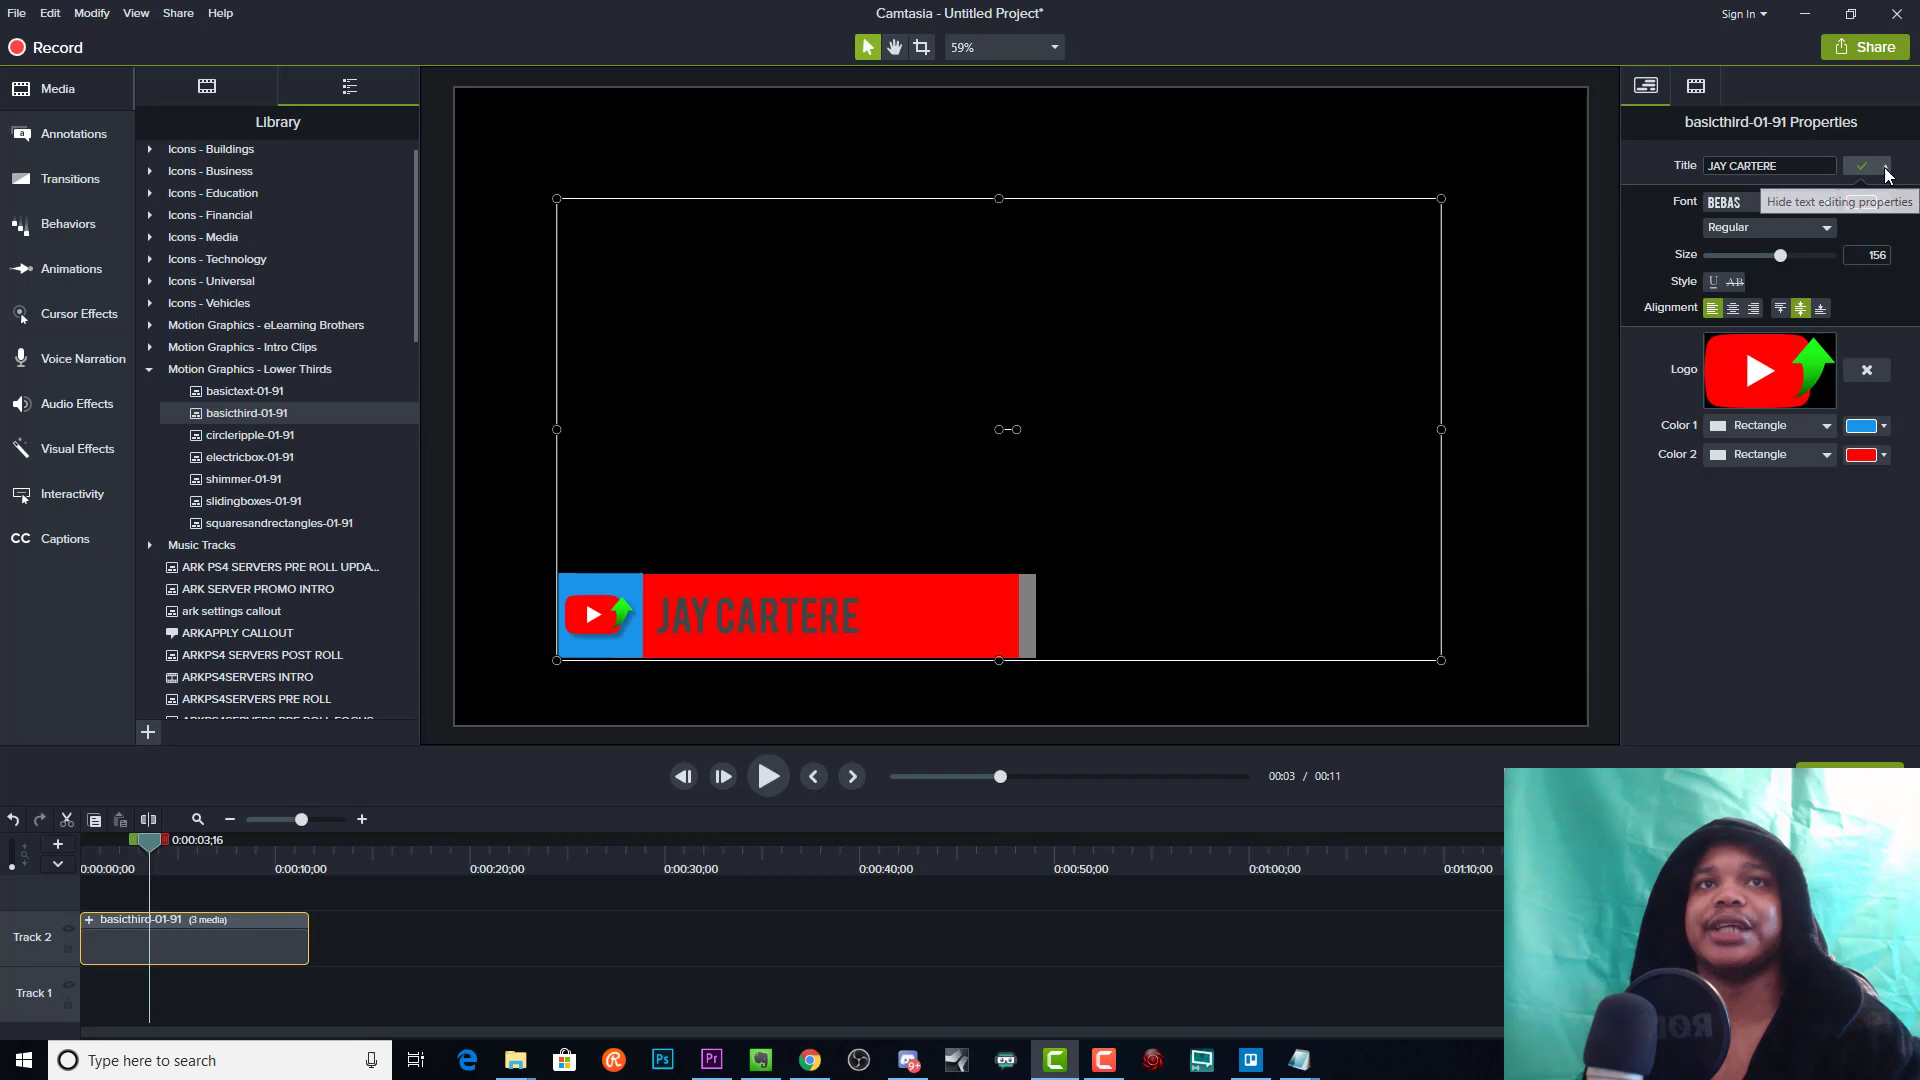 File Edit Modify View Share Help
Camtasia - Untitled Project*
Sign In
Record
59%
Share
Media
Annotations
Transitions
Behaviors
Animations
Cursor Effects
Voice Narration
Audio Effects
Visual Effects
Interactivity
CC Captions
Library
Icons - Buildings
Icons - Business
Icons - Education
Icons - Financial
Icons - Media
Icons - Technology
Icons - Universal
Icons - Vehicles
Motion Graphics - eLearning Brothers
Motion Graphics - Intro Clips
Motion Graphics - Lower Thirds
basictext-01-91
basicthird-01-91
circleripple-01-91
electricbox-01-91
shimmer-01-91
slidingboxes-01-91
squaresandrectangles-01-91
Music Tracks
ARK PS4 SERVERS PRE ROLL UPDA...
ARK SERVER PROMO INTRO
ark settings callout
ARKAPPLY CALLOUT
ARKPS4 SERVERS POST ROLL
ARKPS4SERVERS INTRO
ARKPS4SERVERS PRE ROLL
JAY CARTERE
basicthird-01-91 Properties
Title JAY CARTERE
Font BEBAS
Hide text editing properties
Regular
Size 156
Style U AB
Alignment
Logo
Color 1 Rectangle
Color 2 Rectangle
00:03 / 00:11
0:00:03;16
0:00:00;00 0:00:10;00 0:00:20;00 0:00:30;00 0:00:40;00 0:00:50;00 0:01:00;00 0:01:10;00
basicthird-01-91 (3 media)
Track 2
Track 1
RØDE
Type here to search
Ps
Pr
9+